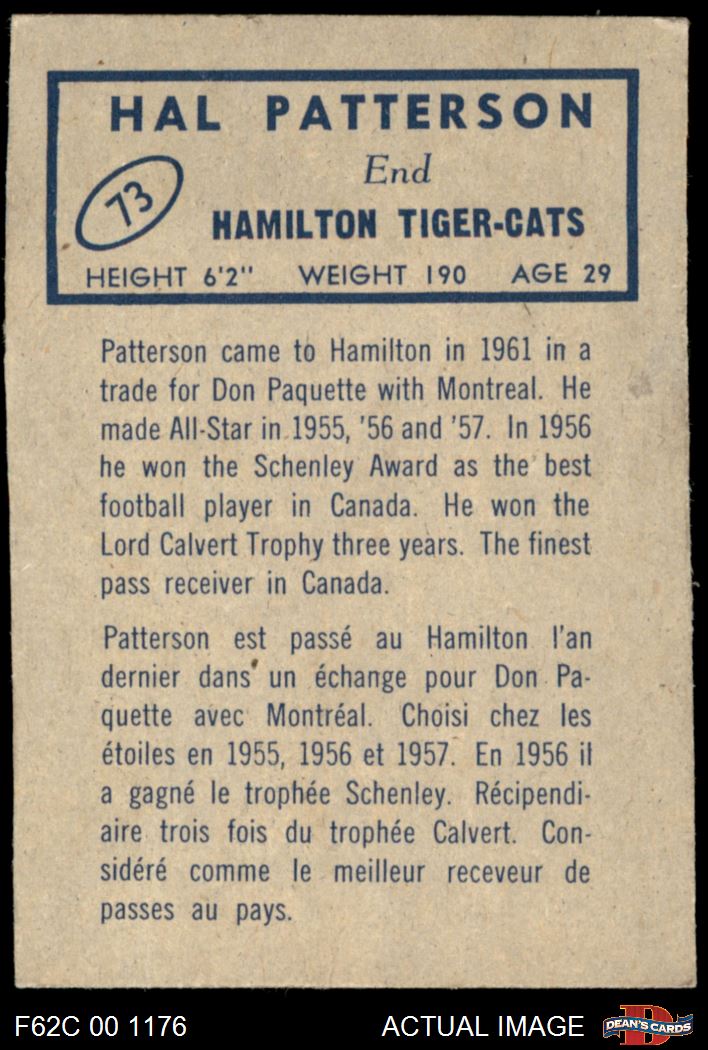 HAL PATTERSON
End
73
HAMILTON TIGER-CATS
HEIGHT 6'2" WEIGHT 190 AGE 29
Patterson came to Hamilton in 1961 in a
trade for Don Paquette with Montreal. He
made All-Star in 1955, '56 and '57. In 1956
he won the Schenley Award as the best
football player in Canada. He won the
Lord Calvert Trophy three years. The finest
pass receiver in Canada.
Patterson est passé au Hamilton l'an
dernier dans un échange pour Don Pa-
quette avec Montréal. Choisi chez les
étoiles en 1955, 1956 et 1957. En 1956 il
a gagné le trophée Schenley. Récipendi-
aire trois fois du trophée Calvert. Con-
sidéré comme le meilleur receveur de
passes au pays.
F62C 00 1176 ACTUAL IMAGE
D
DEAN'S CARDS